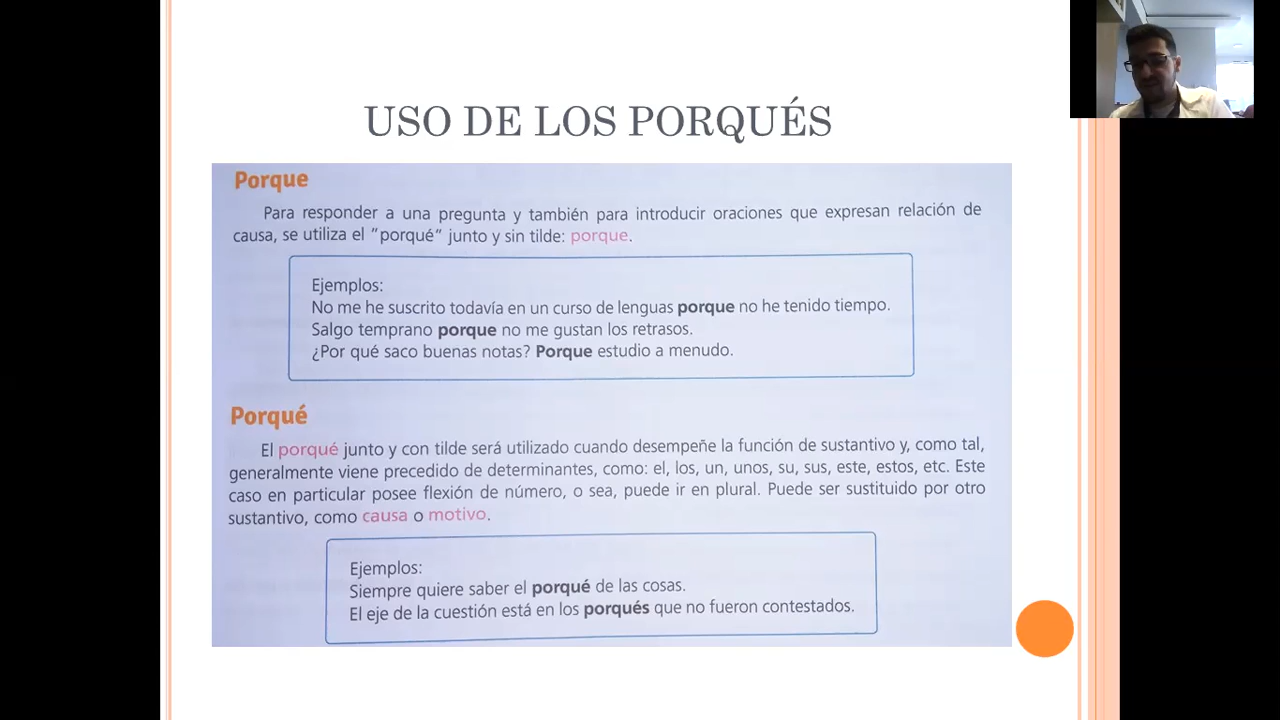 USO DE LOS PORQUÉS
Porque
Para responder a una pregunta y también para introducir oraciones que expresan relación de
causa, se utiliza el "porqué" junto y sin tilde: porque.
Ejemplos:
No me he suscrito todavía en un curso de lenguas porque no he tenido tiempo.
Salgo temprano porque no me gustan los retrasos.
¿Por qué saco buenas notas? Porque estudio a menudo.
Porqué
El porqué junto y con tilde será utilizado cuando desempeñe la función de sustantivo y, como tal,
generalmente viene precedido de determinantes, como: el, los, un, unos, su, sus, este, estos, etc. Este
caso en particular posee flexión de número, o sea, puede ir en plural. Puede ser sustituido por otro
sustantivo, como causa o motivo.
Ejemplos:
Siempre quiere saber el porqué de las cosas.
El eje de la cuestión está en los porqués que no fueron contestados.